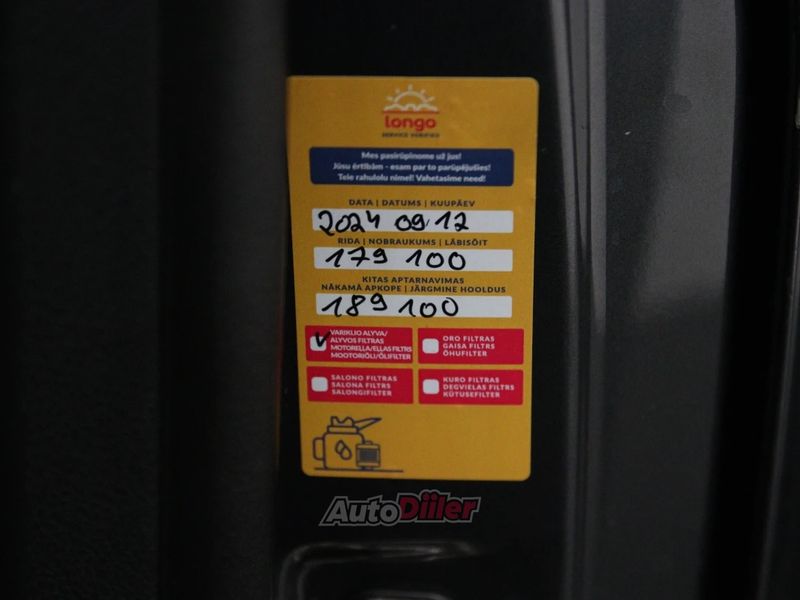 longo
SERVICE VERIFIED
Mes pasirūpinome už jus!
Jūsu ērtībām - esam par to parūpējušies!
Teie rahulolu nimel! Vahetasime need!
DATA | DATUMS | KUUPÄEV
2024 09 12
RIDA | NOBRAUKUMS | LÄBISÕIT
179 100
KITAS APTARNAVIMAS
NĀKAMĀ APKOPE | JÄRGMINE HOOLDUS
189 100
VARIKLIO ALYVA/
ALYVOS FILTRAS
MOTORELLA/EĻĻAS FILTRS
MOOTORIÕLI/ÕLIFILTER
ORO FILTRAS
GAISA FILTRS
ÕHUFILTER
SALONO FILTRAS
SALONA FILTRS
SALONGIFILTER
KURO FILTRAS
DEGVIELAS FILTRS
KÜTUSEFILTER
AutoDiiler